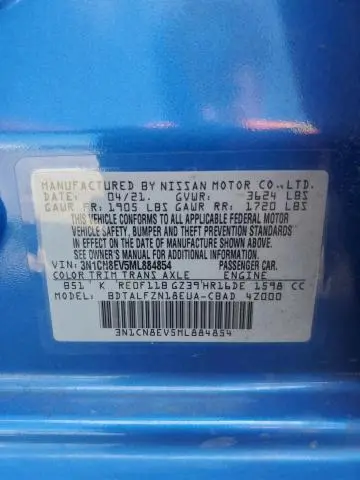 MANUFACTURED BY NISSAN MOTOR CO., LTD.
DATE: 04/21. GVWR: 3624 LBS
GAWR FR: 1905 LBS GAWR RR: 1720 LBS
THIS VEHICLE CONFORMS TO ALL APPLICABLE FEDERAL MOTOR
VEHICLE SAFETY, BUMPER AND THEFT PREVENTION STANDARDS
IN EFFECT ON THE DATE OF MANUFACTURE SHOWN ABOVE.
SEE OWNER'S MANUAL FOR ADDITIONAL INFORMATION.
VIN: 3N1CN8EV5ML884854 PASSENGER CAR.
COLOR TRIM TRANS AXLE ENGINE
B51 K RE0F11B GZ39 HR16DE 1598 CC
MODEL: BDTALFZN18EUA-CBAD 4Z000
3N1CN8EV5ML884854